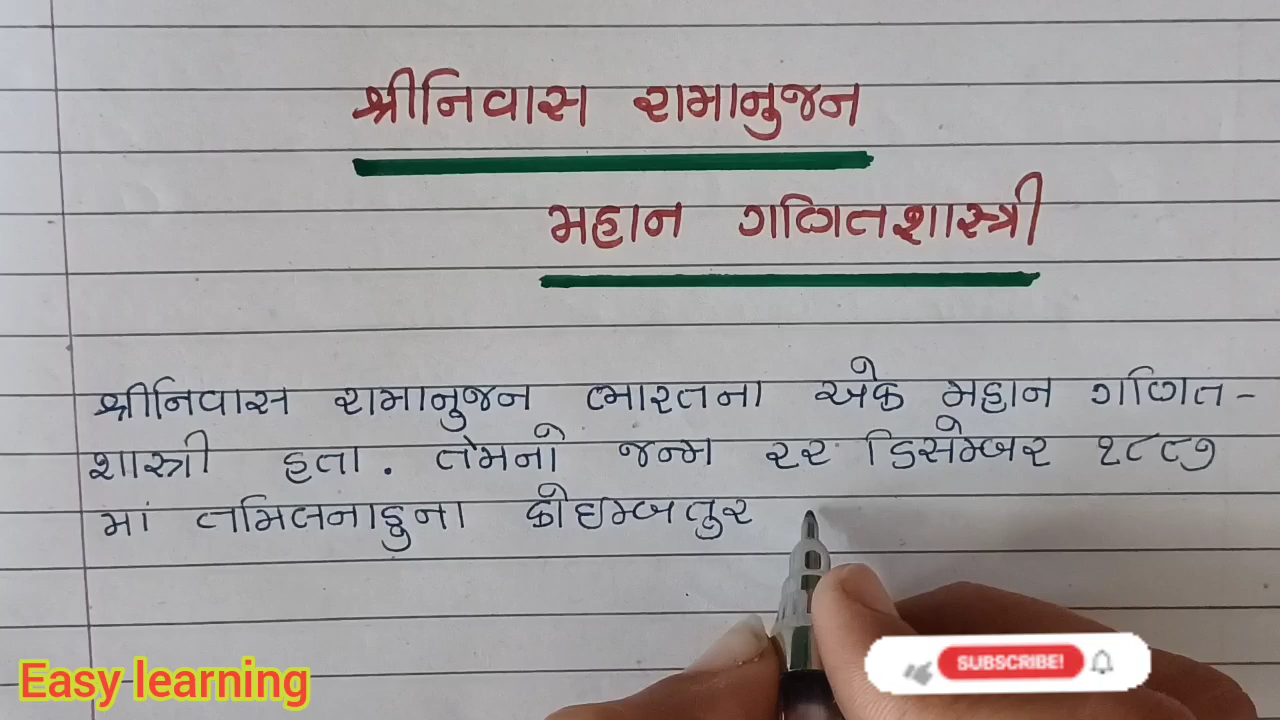 શ્રીનિવાસ રામાનુજન
મહાન ગણિતશાસ્ત્રી
શ્રીનિવાસ રામાનુજન ભારતના એક મહાન ગણિત-
શાસ્ત્રી હતા. તેમનો જન્મ ૨૨ ડિસેમ્બર ૧૮૮૭
માં તમિલનાડુના કોઇમ્બતુર
Easy learning
SUBSCRIBE!